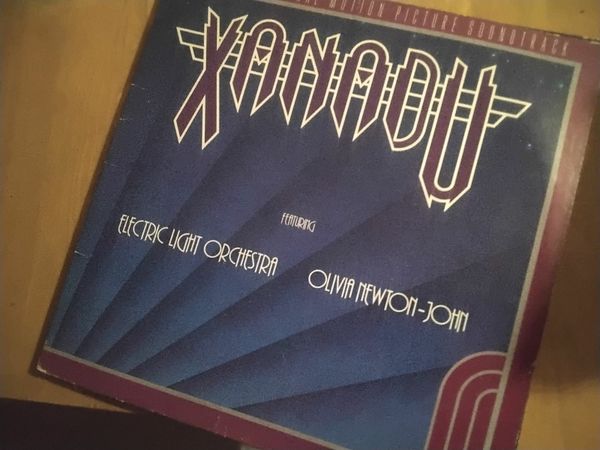 MOTION PICTURE SOUNDTRACK
XANADU
FEATURING
ELECTRIC LIGHT ORCHESTRA
OLIVIA NEWTON-JOHN